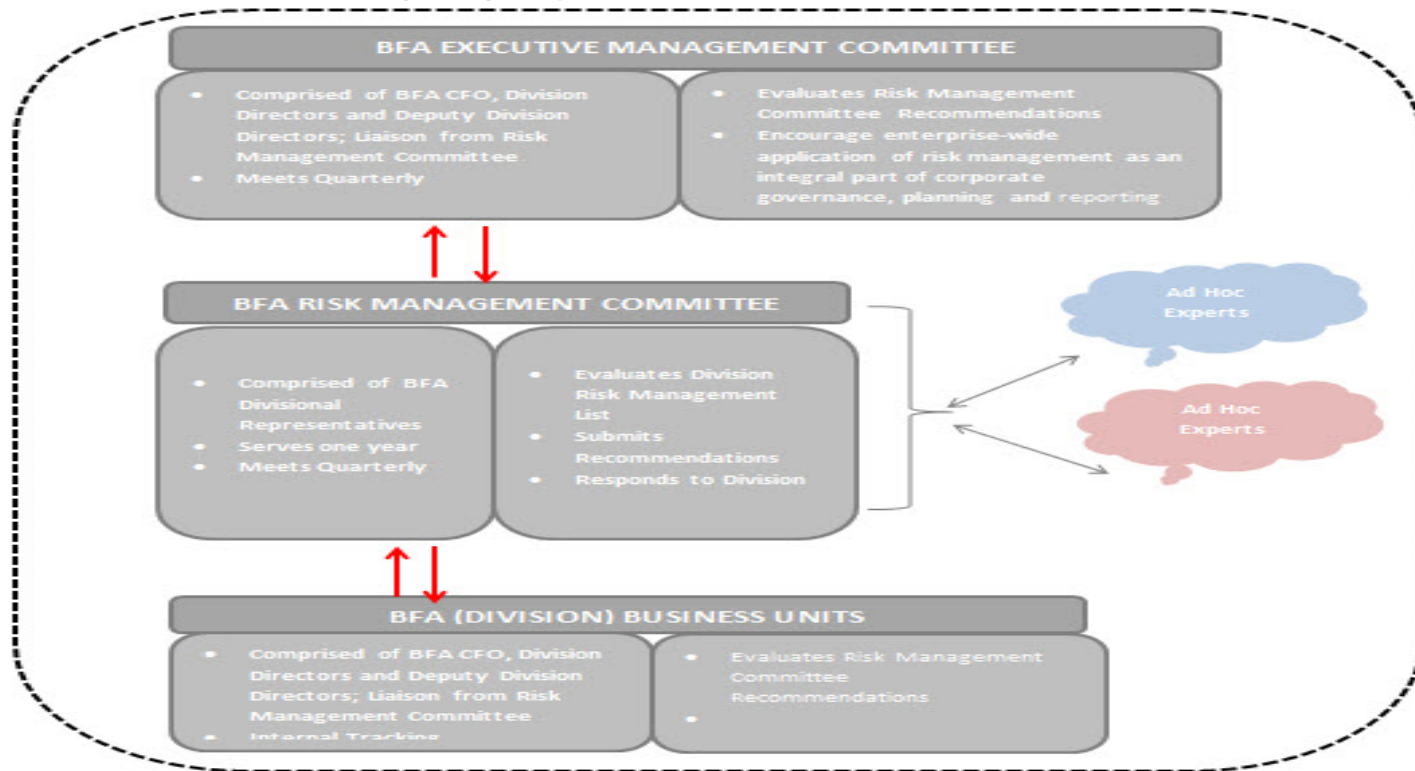 BFA EXECUTIVE MANAGEMENT COMMITTEE
• Comprised of BFA CFO, Division
Directors and Deputy Division
Directors; Liaison from Risk
Management Committee
• Meets Quarterly
• Evaluates Risk Management
Committee Recommendations
• Encourage enterprise-wide
application of risk management as an
integral part of corporate
governance, planning and reporting
BFA RISK MANAGEMENT COMMITTEE
• Comprised of BFA
Divisional
Representatives
• Serves one year
• Meets Quarterly
• Evaluates Division
Risk Management
List
• Submits
Recommendations
• Responds to Division
Ad Hoc
Experts
Ad Hoc
Experts
BFA (DIVISION) BUSINESS UNITS
• Comprised of BFA CFO, Division
Directors and Deputy Division
Directors; Liaison from Risk
Management Committee
• Internal Tracking
• Evaluates Risk Management
Committee
Recommendations
•